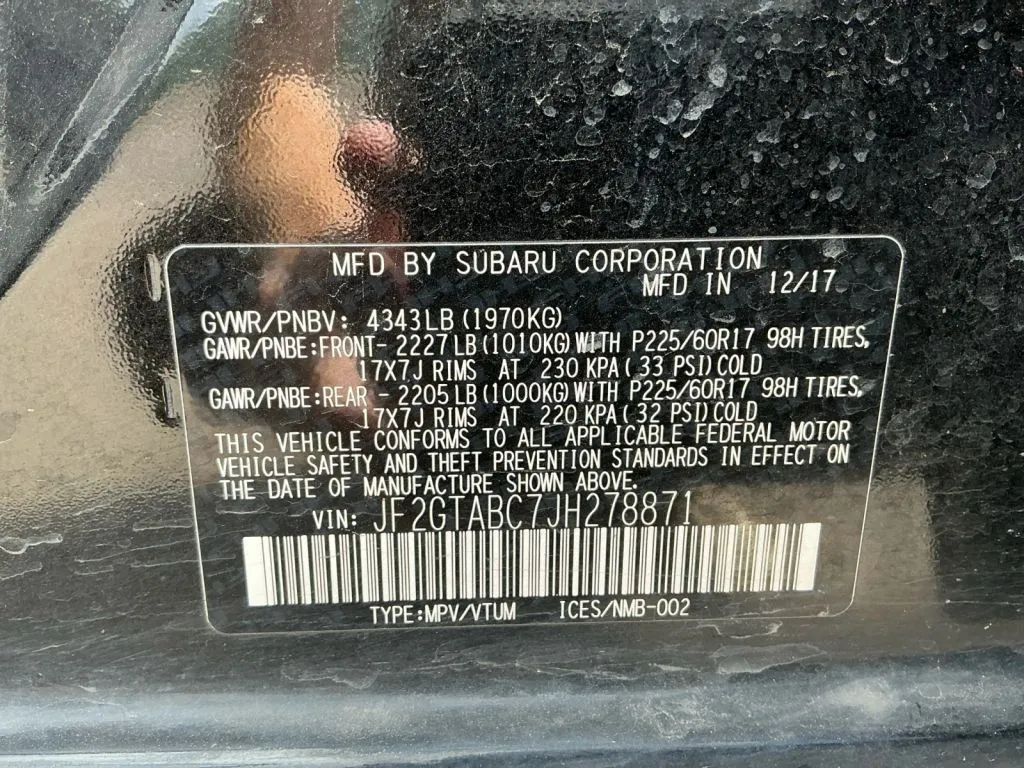 MFD BY SUBARU CORPORATION
MFD IN 12/17
GVWR/PNBV: 4343LB (1970KG)
GAWR/PNBE:FRONT- 2227LB(1010KG)WITH P225/60R17 98H TIRES,
17X7J RIMS AT 230 KPA(33 PSI)COLD
GAWR/PNBE:REAR - 2205LB(1000KG)WITH P225/60R17 98H TIRES,
17X7J RIMS AT 220 KPA(32 PSI)COLD
THIS VEHICLE CONFORMS TO ALL APPLICABLE FEDERAL MOTOR
VEHICLE SAFETY AND THEFT PREVENTION STANDARDS IN EFFECT ON
THE DATE OF MANUFACTURE SHOWN ABOVE.
VIN: JF2GTABC7JH278871
TYPE:MPV/VTUM ICES/NMB-002